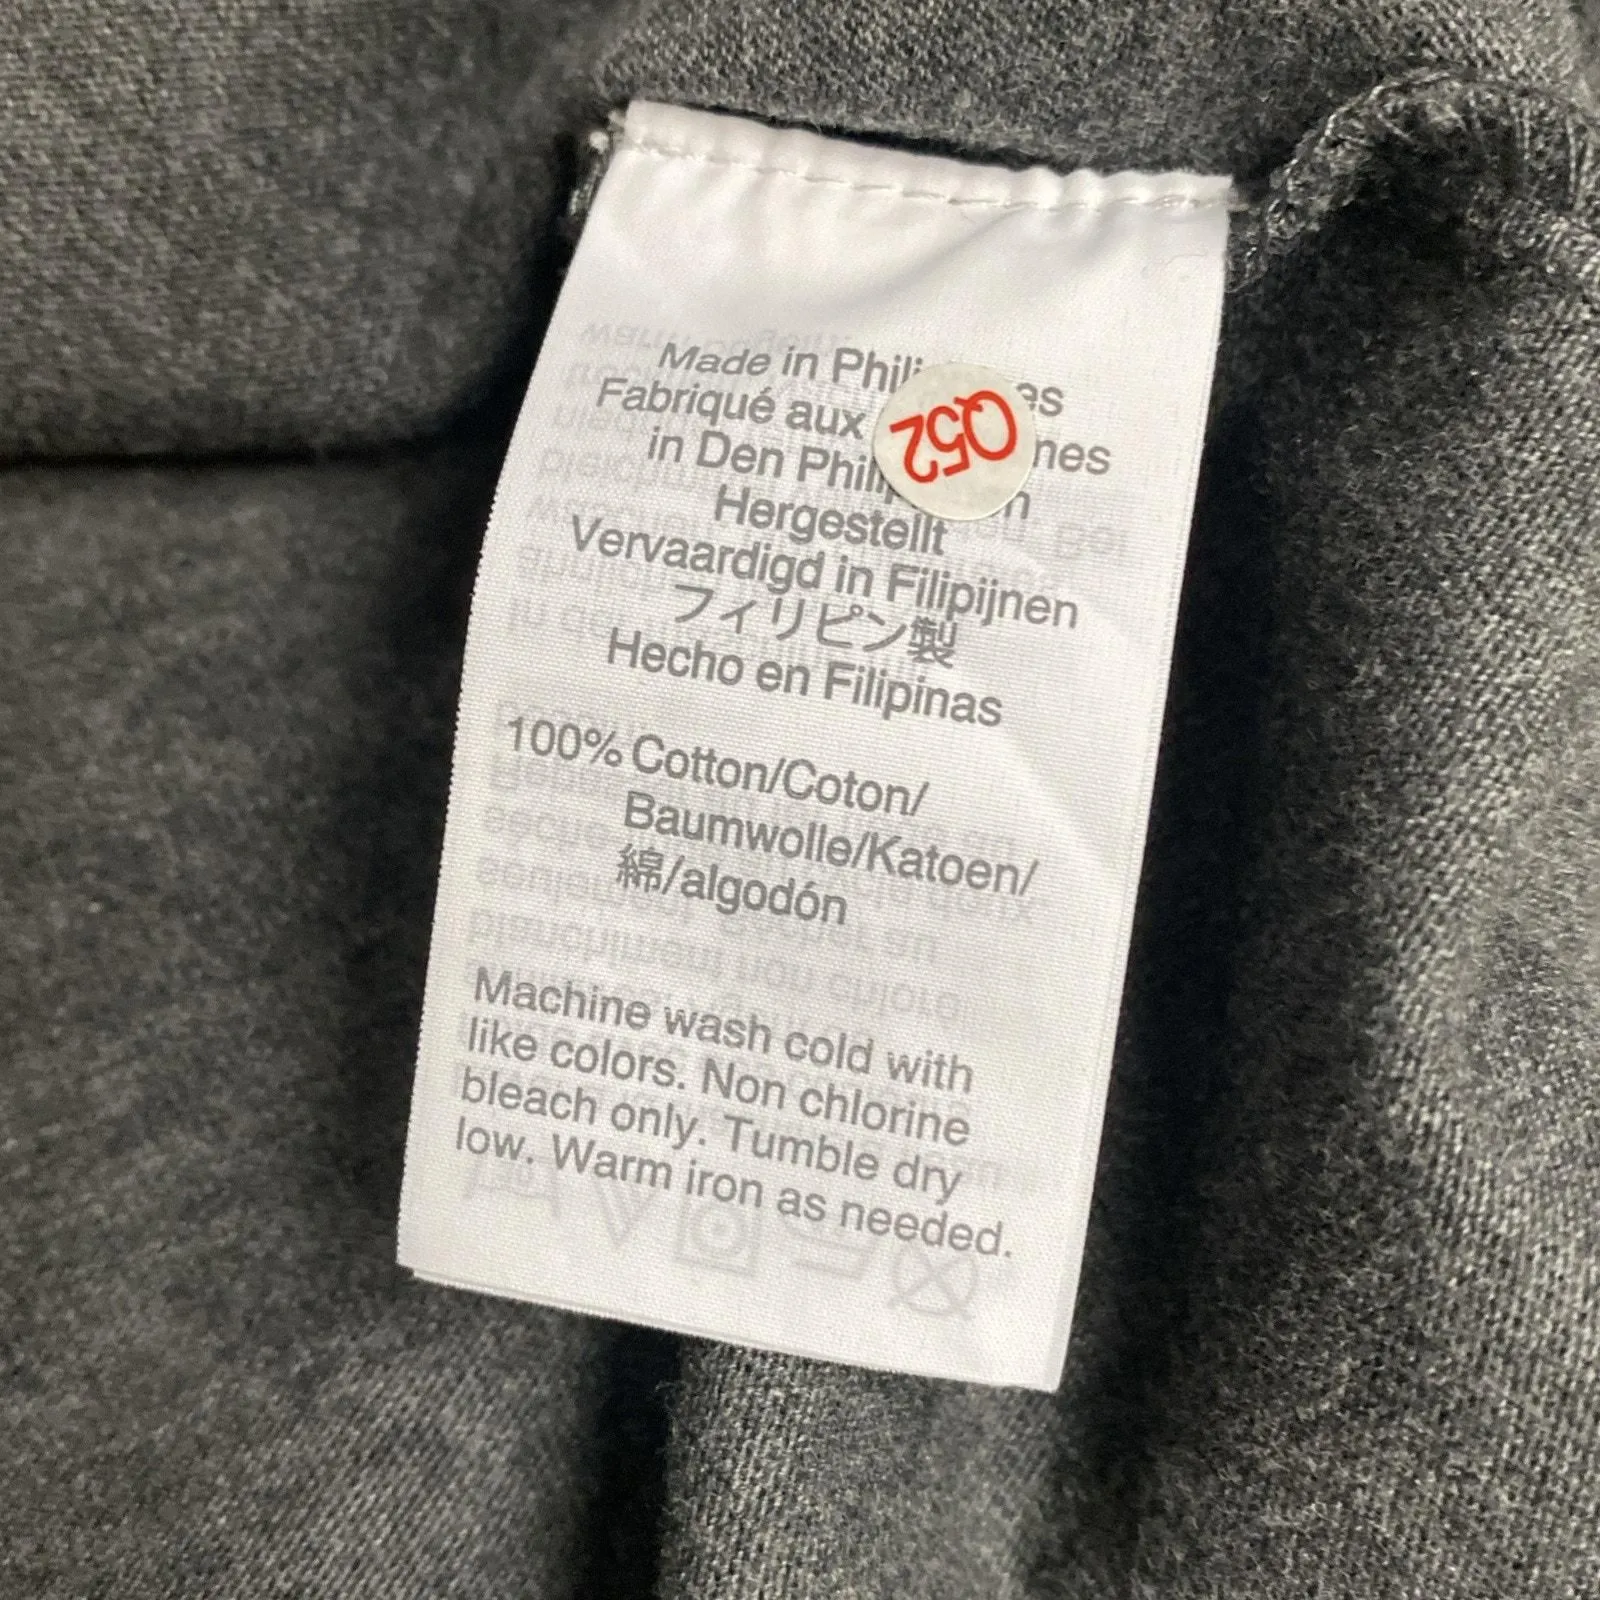 Made in
Fabriqué aux
Q52
in Den
Hergestellt
Vervaardigd in Filipijnen
フィリピン製
Hecho en Filipinas
100% Cotton/Coton/
Baumwolle/Katoen/
綿/algodón
Machine wash cold with
like colors. Non chlorine
bleach only. Tumble dry
low. Warm iron as needed.